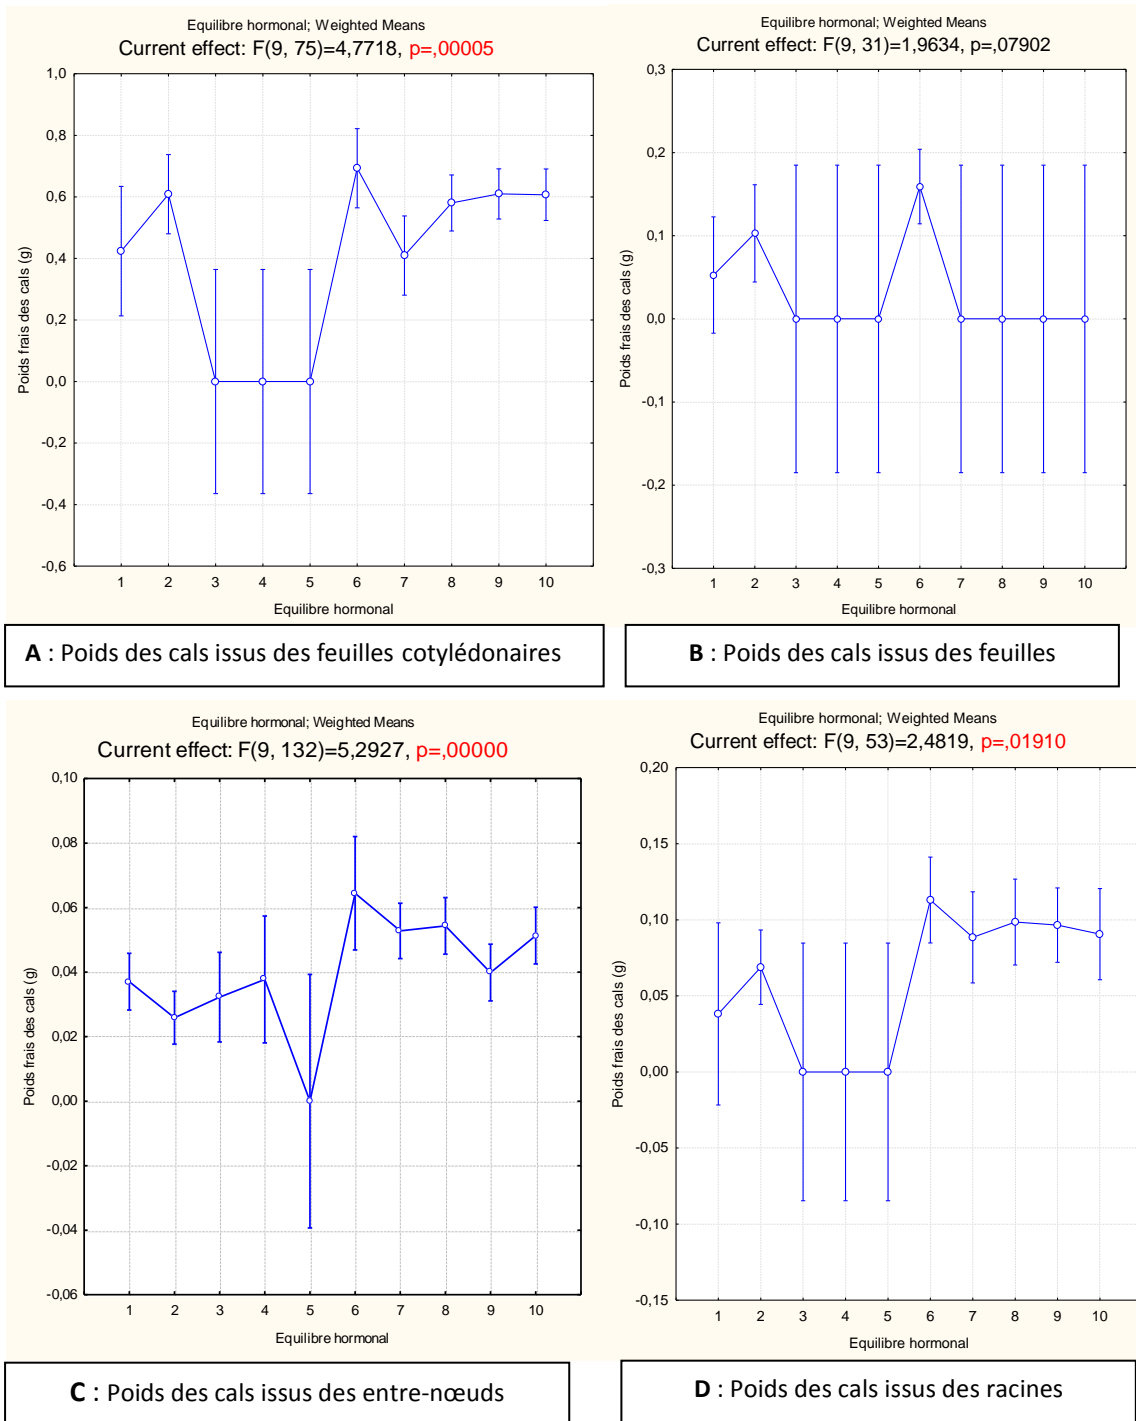 Equilibre hormonal; Weighted Means
Current effect: F(9, 75)=4,7718, p=,00005
1,0
0,8
0,6
0,4
0,2
0,0
-0,2
-0,4
-0,6
Poids frais des cals (g)
1 2 3 4 5 6 7 8 9 10
Equilibre hormonal
A : Poids des cals issus des feuilles cotylédonaires
Equilibre hormonal; Weighted Means
Current effect: F(9, 31)=1,9634, p=,07902
0,3
0,2
0,1
0,0
-0,1
-0,2
-0,3
Poids frais des cals (g)
1 2 3 4 5 6 7 8 9 10
Equilibre hormonal
B : Poids des cals issus des feuilles
Equilibre hormonal; Weighted Means
Current effect: F(9, 132)=5,2927, p=,00000
0,10
0,08
0,06
0,04
0,02
0,00
-0,02
-0,04
-0,06
Poids frais des cals (g)
1 2 3 4 5 6 7 8 9 10
Equilibre hormonal
C : Poids des cals issus des entre-nœuds
Equilibre hormonal; Weighted Means
Current effect: F(9, 53)=2,4819, p=,01910
0,20
0,15
0,10
0,05
0,00
-0,05
-0,10
-0,15
Poids frais des cals (g)
1 2 3 4 5 6 7 8 9 10
Equilibre hormonal
D : Poids des cals issus des racines